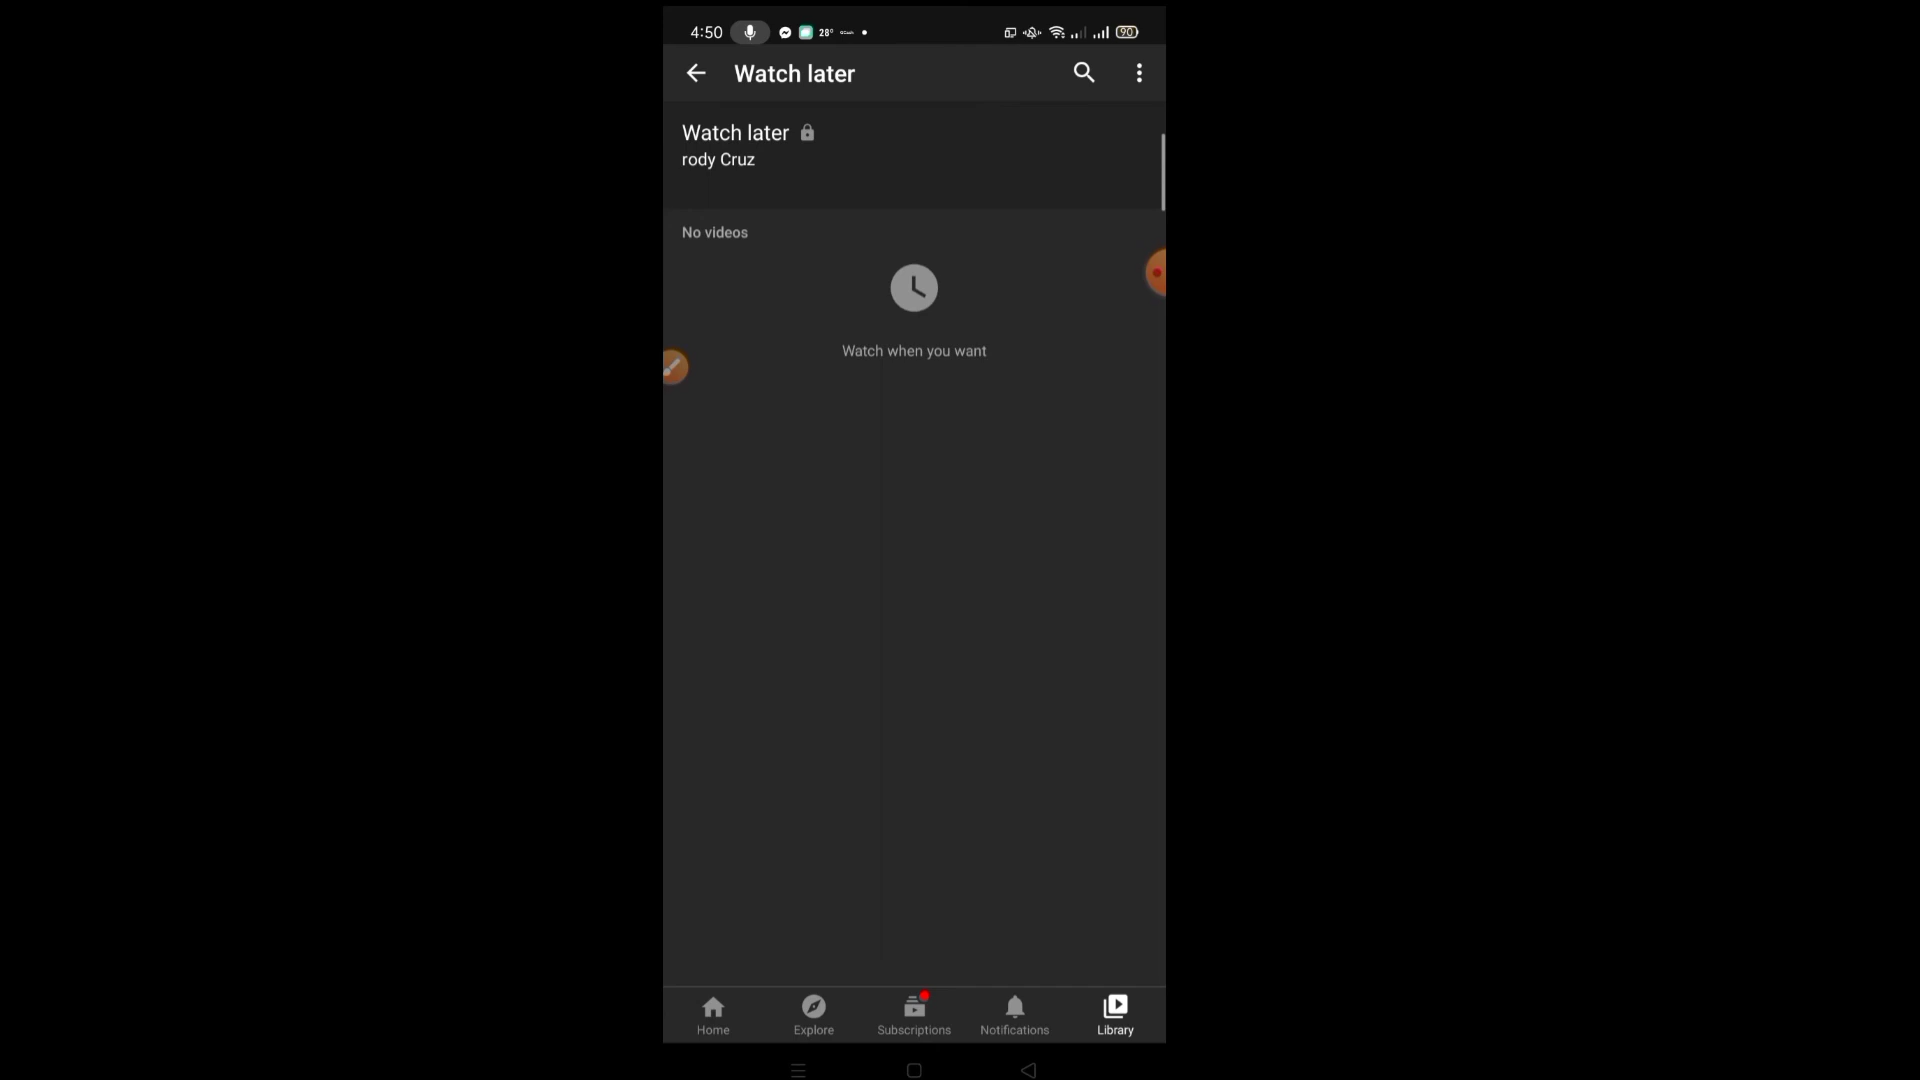 4:50 28° 90
Watch later
Watch later
rody Cruz
No videos
Watch when you want
Home Explore Subscriptions Notifications Library